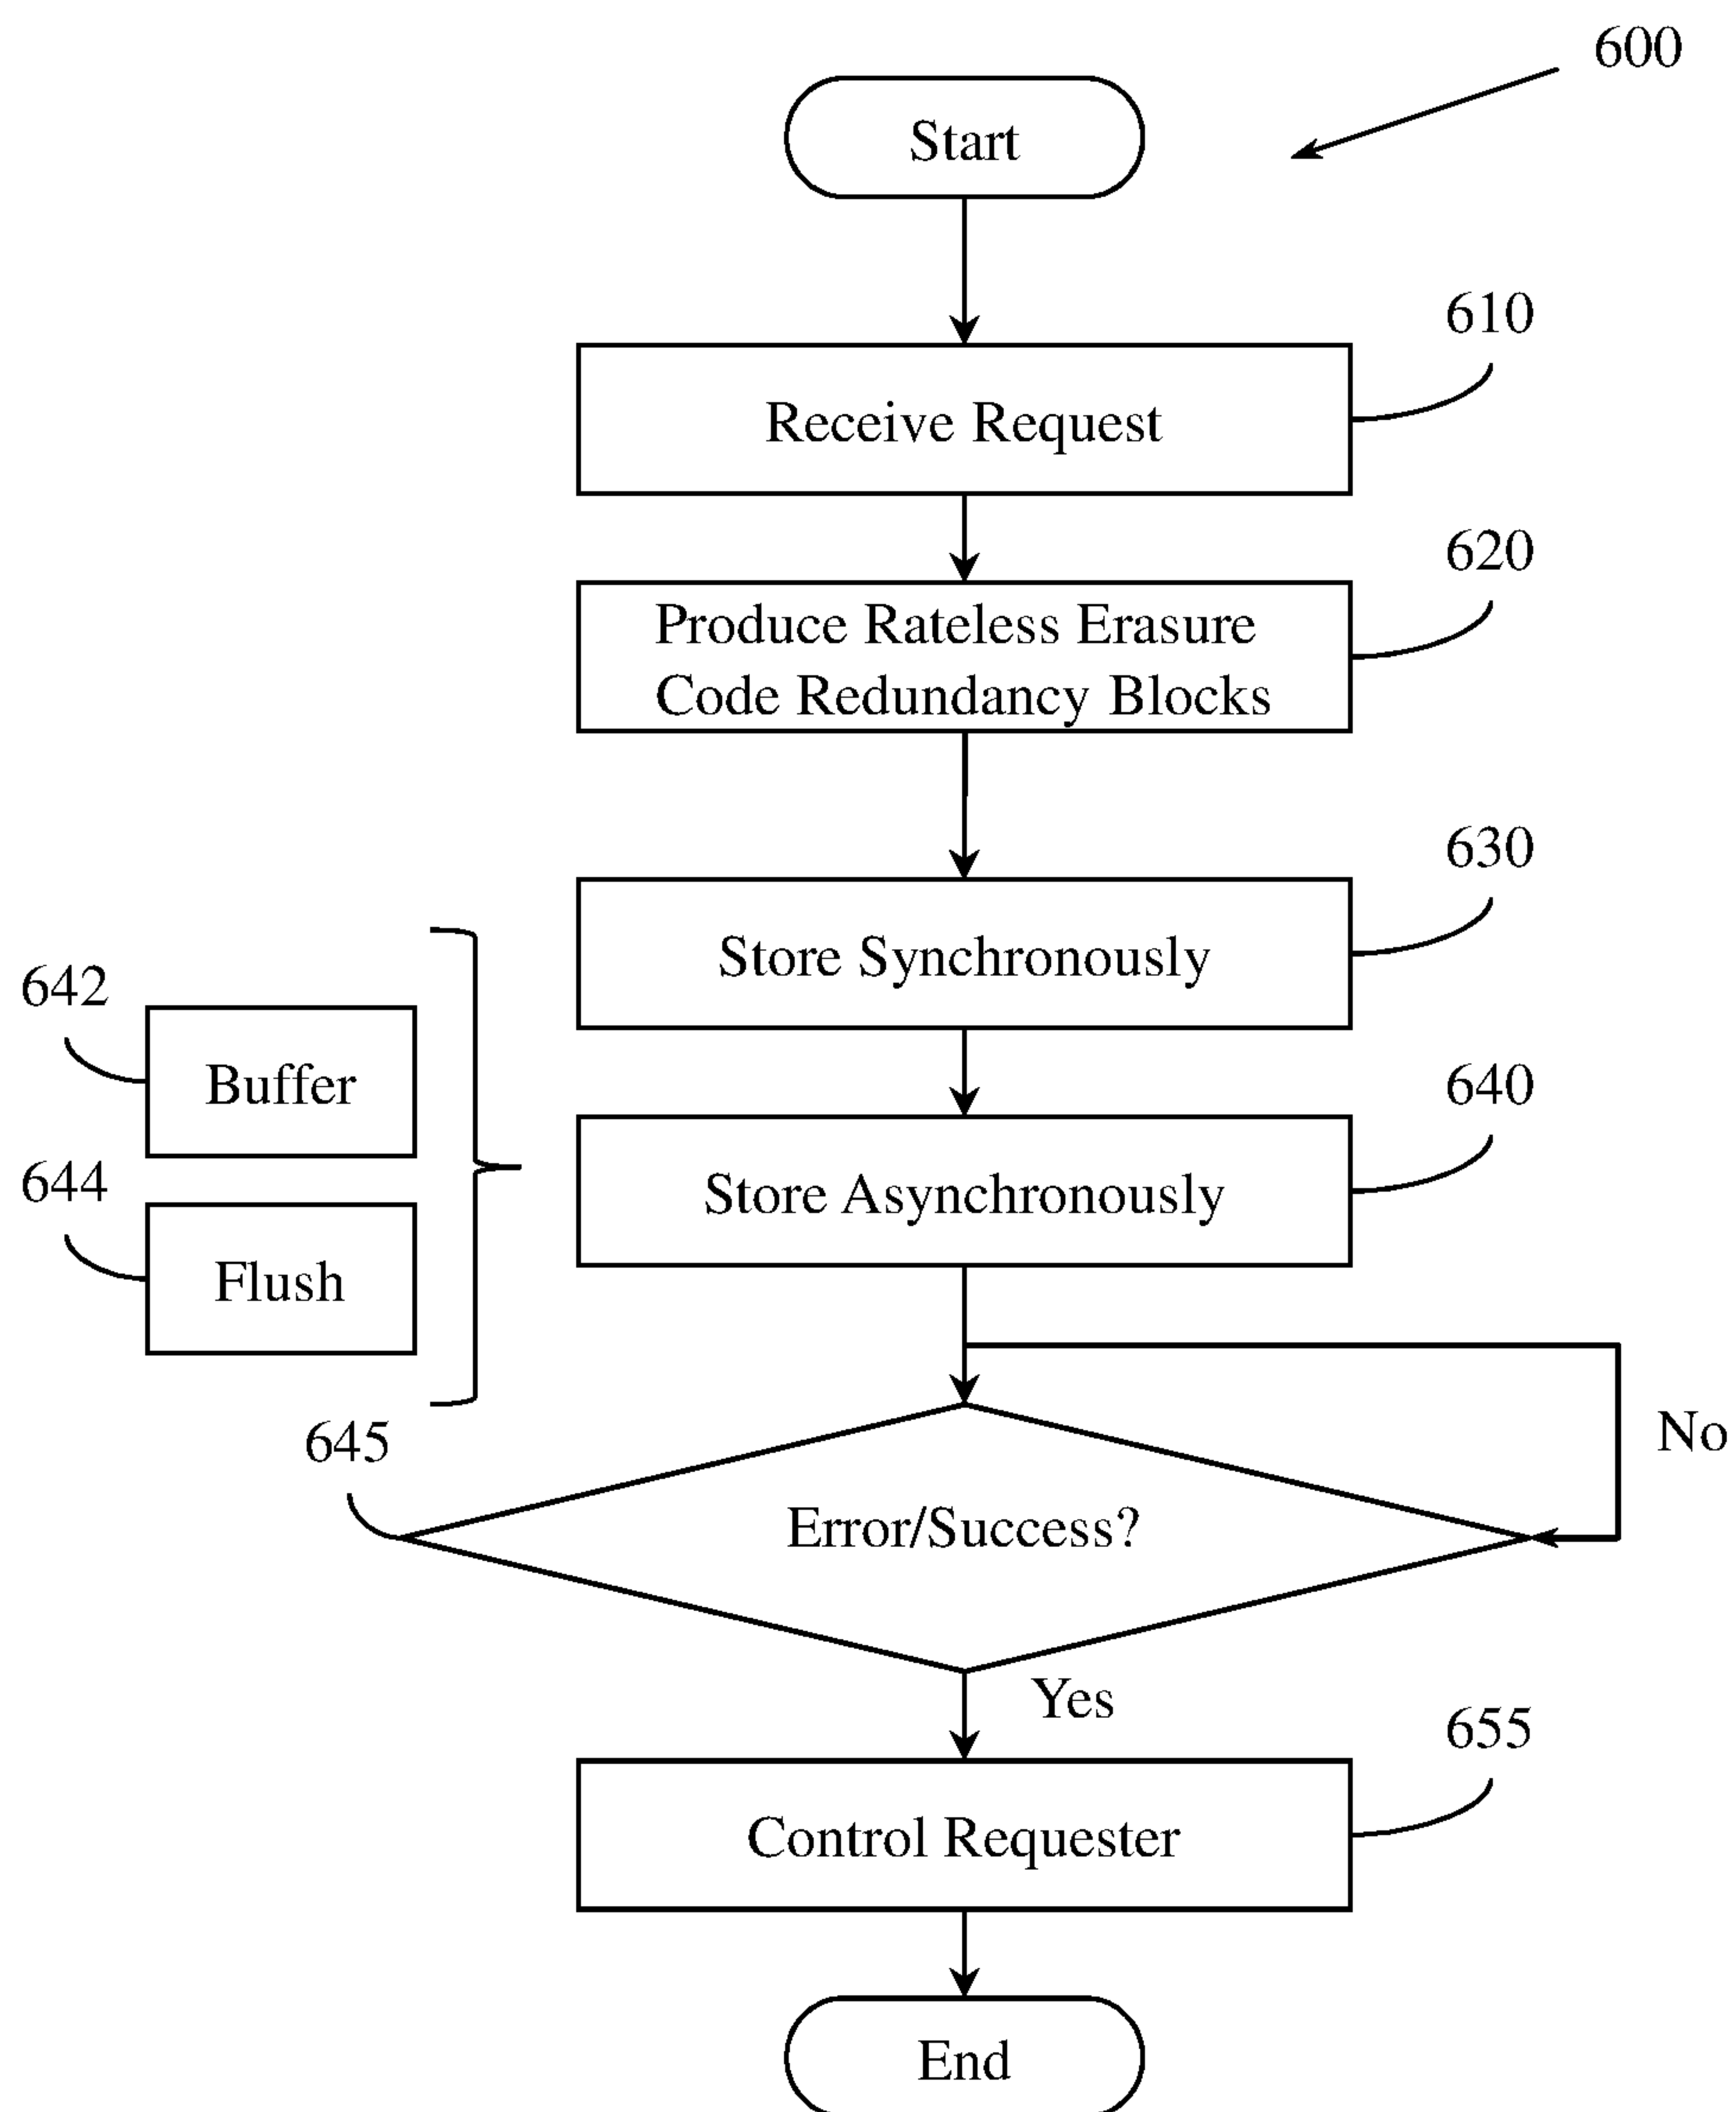 600
Start
610
Receive Request
620
Produce Rateless Erasure
Code Redundancy Blocks
630
Store Synchronously
642
Buffer
640
Store Asynchronously
644
Flush
No
645
Error/Success?
Yes
655
Control Requester
End